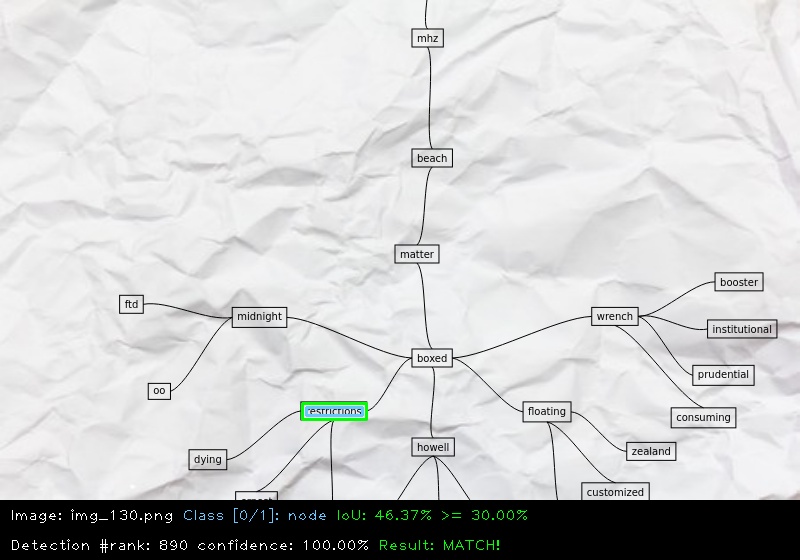 mhz
beach
matter
booster
ftd
midnight
wrench
institutional
boxed
prudential
oo
restrictions
floating
consuming
howell
zealand
dying
customized
Image: img_130.png Class [0/1]: node IoU: 46.37% >= 30.00%
Detection #rank: 890 confidence: 100.00% Result: MATCH!